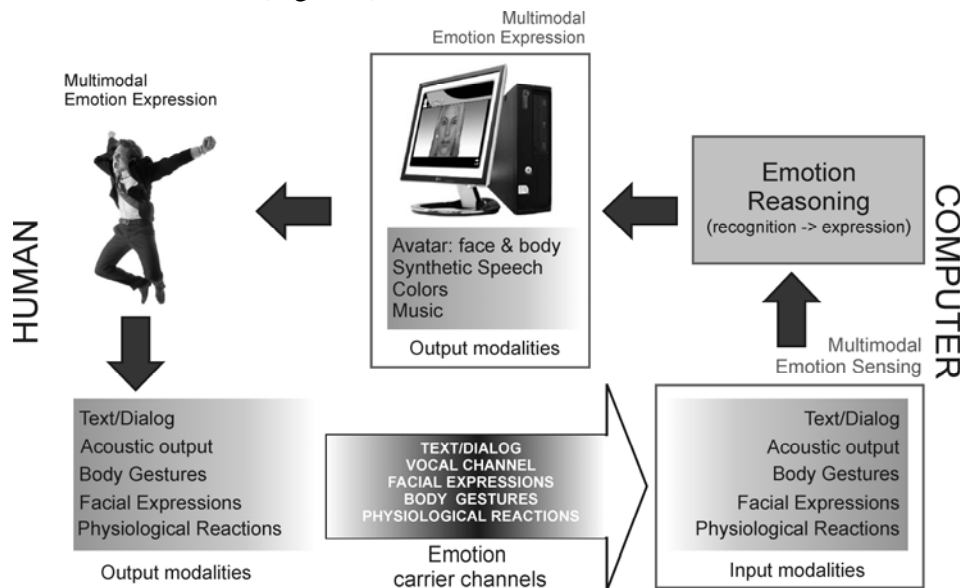 Multimodal
Emotion Expression
Multimodal
Emotion Expression
HUMAN
Avatar: face & body
Synthetic Speech
Colors
Music
Output modalities
Emotion
Reasoning
(recognition -> expression)
COMPUTER
Multimodal
Emotion Sensing
Text/Dialog
Acoustic output
Body Gestures
Facial Expressions
Physiological Reactions
Output modalities
TEXT/DIALOG
VOCAL CHANNEL
FACIAL EXPRESSIONS
BODY GESTURES
PHYSIOLOGICAL REACTIONS
Emotion
carrier channels
Text/Dialog
Acoustic output
Body Gestures
Facial Expressions
Physiological Reactions
Input modalities